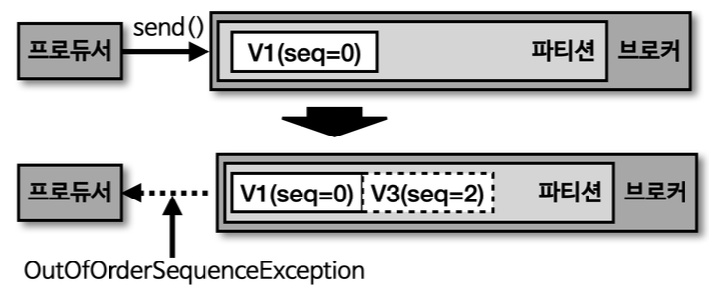 프로듀서
send()
V1(seq=0)
파티션
브로커
프로듀서
V1(seq=0)
V3(seq=2)
파티션
브로커
OutOfOrderSequenceException